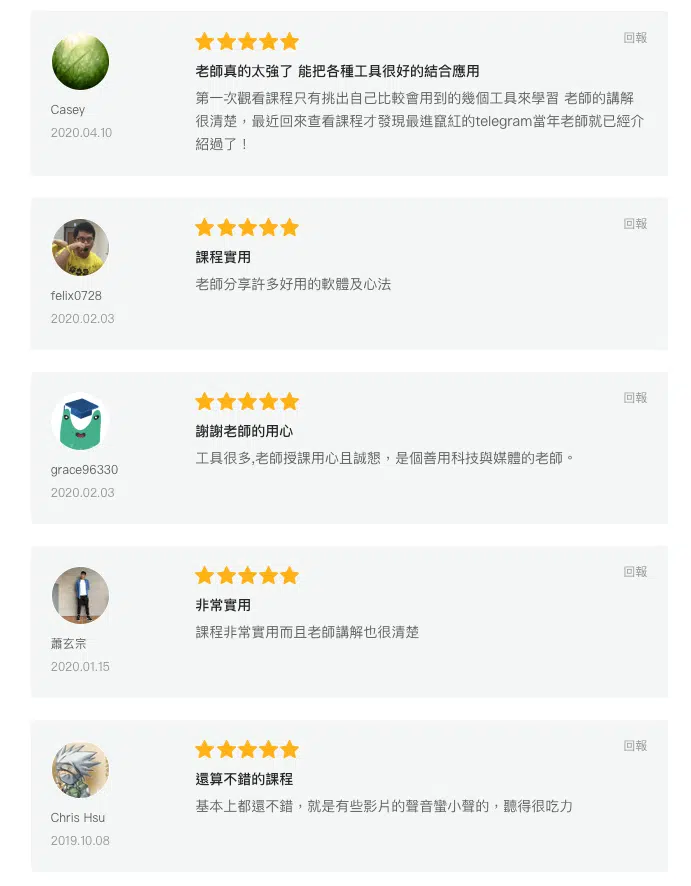 回報
老師真的太強了 能把各種工具很好的結合應用
第一次觀看課程只有挑出自己比較會用到的幾個工具來學習 老師的講解
很清楚，最近回來查看課程才發現最進竄紅的telegram當年老師就已經介
紹過了！
Casey
2020.04.10
回報
課程實用
老師分享許多好用的軟體及心法
felix0728
2020.02.03
回報
謝謝老師的用心
工具很多,老師授課用心且誠懇，是個善用科技與媒體的老師。
grace96330
2020.02.03
回報
非常實用
課程非常實用而且老師講解也很清楚
蕭玄宗
2020.01.15
回報
還算不錯的課程
基本上都還不錯，就是有些影片的聲音蠻小聲的，聽得很吃力
Chris Hsu
2019.10.08